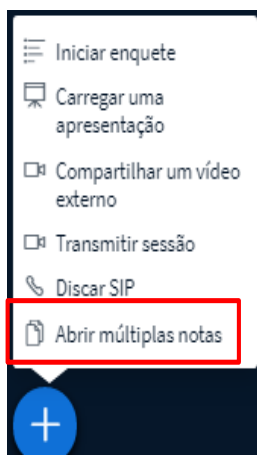 Iniciar enquete
Carregar uma
apresentação
Compartilhar um vídeo
externo
Transmitir sessão
Discar SIP
Abrir múltiplas notas